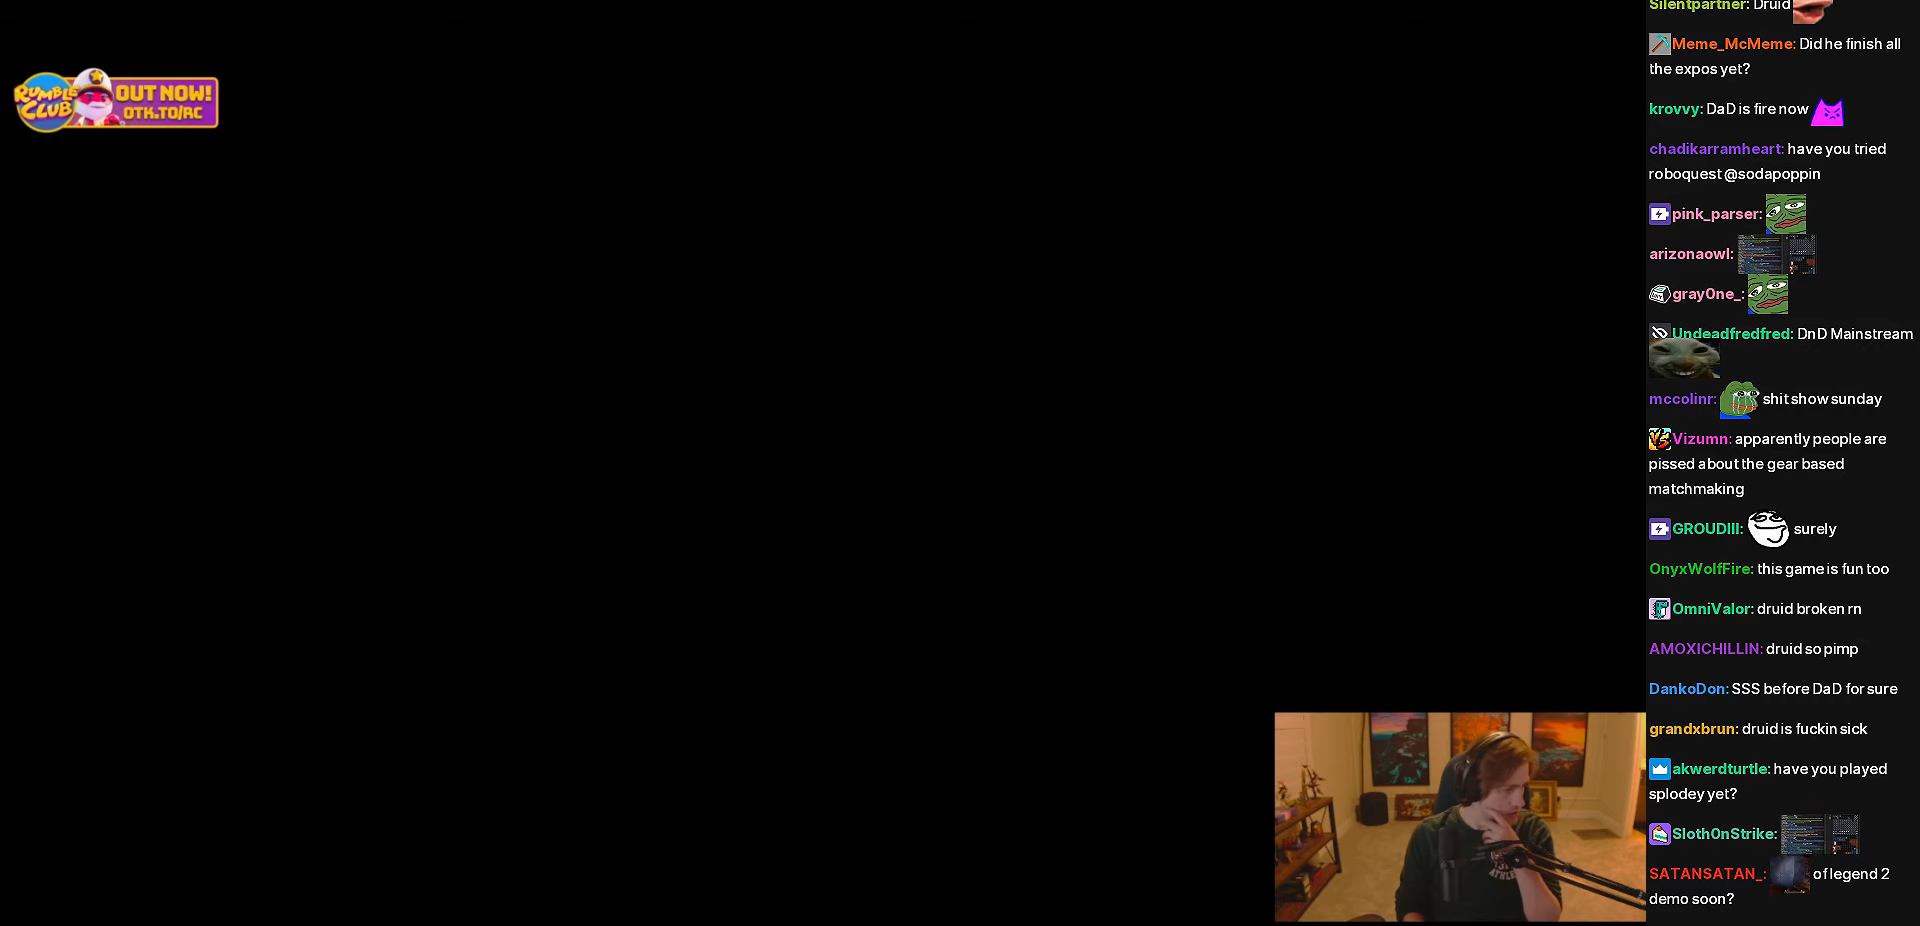 RUMBLE
CLUB
OUT NOW!
OTK.TO/RC
Silentpartner: Druid
Meme_McMeme: Did he finish all
the expos yet?
krovvy: DaD is fire now
chadikarramheart: have you tried
roboquest @sodapoppin
pink_parser:
arizonaowl:
gray0ne_:
Undeadfredfred: DnD Mainstream
mccolinr: shit show sunday
Vizumn: apparently people are
pissed about the gear based
matchmaking
GROUDIII: surely
OnyxWolfFire: this game is fun too
OmniValor: druid broken rn
AMOXICHILLIN: druid so pimp
DankoDon: SSS before DaD for sure
grandxbrun: druid is fuckin sick
akwerdturtle: have you played
splodey yet?
Sloth0nStrike:
SATANSATAN_: of legend 2
demo soon?